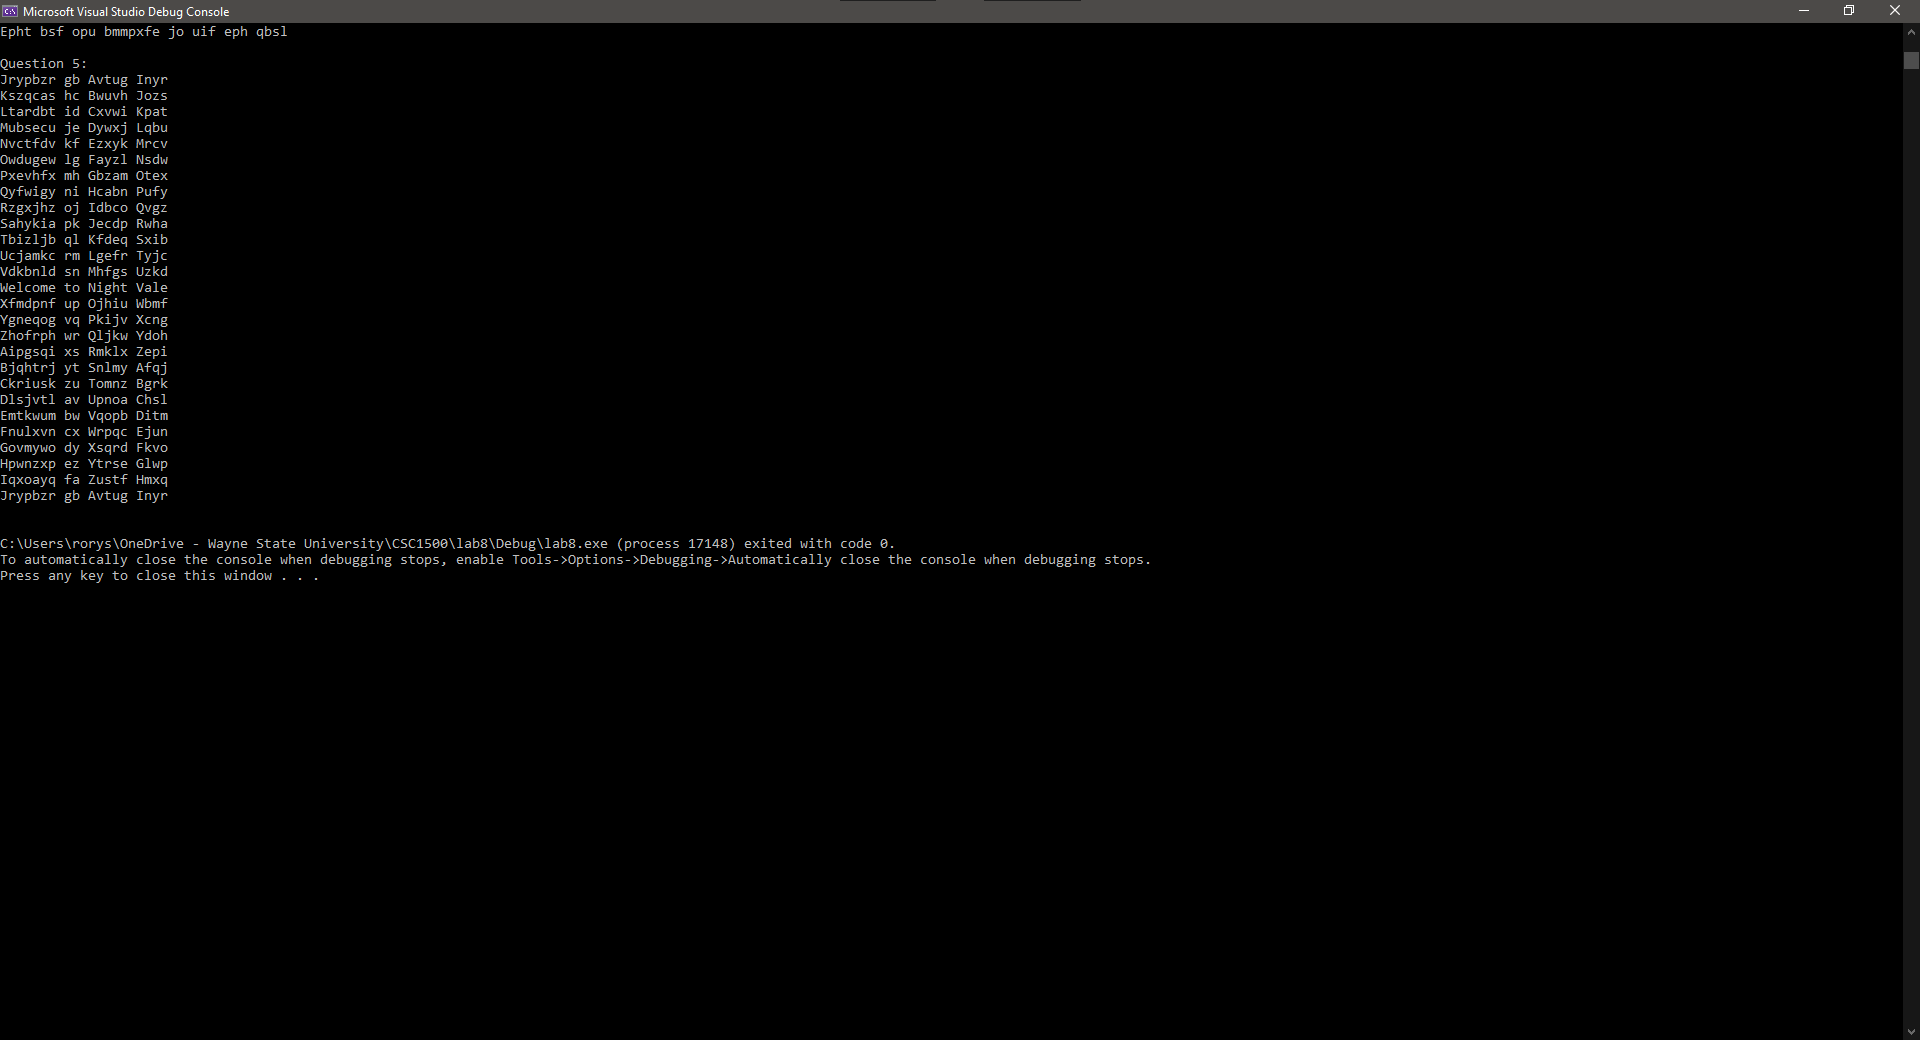 Microsoft Visual Studio Debug Console
Epht bsf opu bmmpxfe jo uif eph qbsl
Question 5:
Jrypbzr gb Avtug Inyr
Kszqcas hc Bwuvh Jozs
Ltardbt id Cxvwi Kpat
Mubsecu je Dywxj Lqbu
Nvctfdv kf Ezxyk Mrcv
Owdugew lg Fayzl Nsdw
Pxevhfx mh Gbzam Otex
Qyfwigy ni Hcabn Pufy
Rzgxjhz oj Idbco Qvgz
Sahykia pk Jecdp Rwha
Tbizljb ql Kfdeq Sxib
Ucjamkc rm Lgefr Tyjc
Vdkbnld sn Mhfgs Uzkd
Welcome to Night Vale
Xfmdpnf up Ojhiu Wbmf
Ygneqog vq Pkijv Xcng
Zhofrph wr Qljkw Ydoh
Aipgsqi xs Rmklx Zepi
Bjqhtrj yt Snlmy Afqj
Ckriusk zu Tomnz Bgrk
Dlsjvtl av Upnoa Chsl
Emtkwum bw Vqopb Ditm
Fnulxvn cx Wrpqc Ejun
Govmywo dy Xsqrd Fkvo
Hpwnzxp ez Ytrse Glwp
Iqxoayq fa Zustf Hmxq
Jrypbzr gb Avtug Inyr
C:\Users\rorys\OneDrive - Wayne State University\CSC1500\lab8\Debug\lab8.exe (process 17148) exited with code 0.
To automatically close the console when debugging stops, enable Tools->Options->Debugging->Automatically close the console when debugging stops.
Press any key to close this window . . .